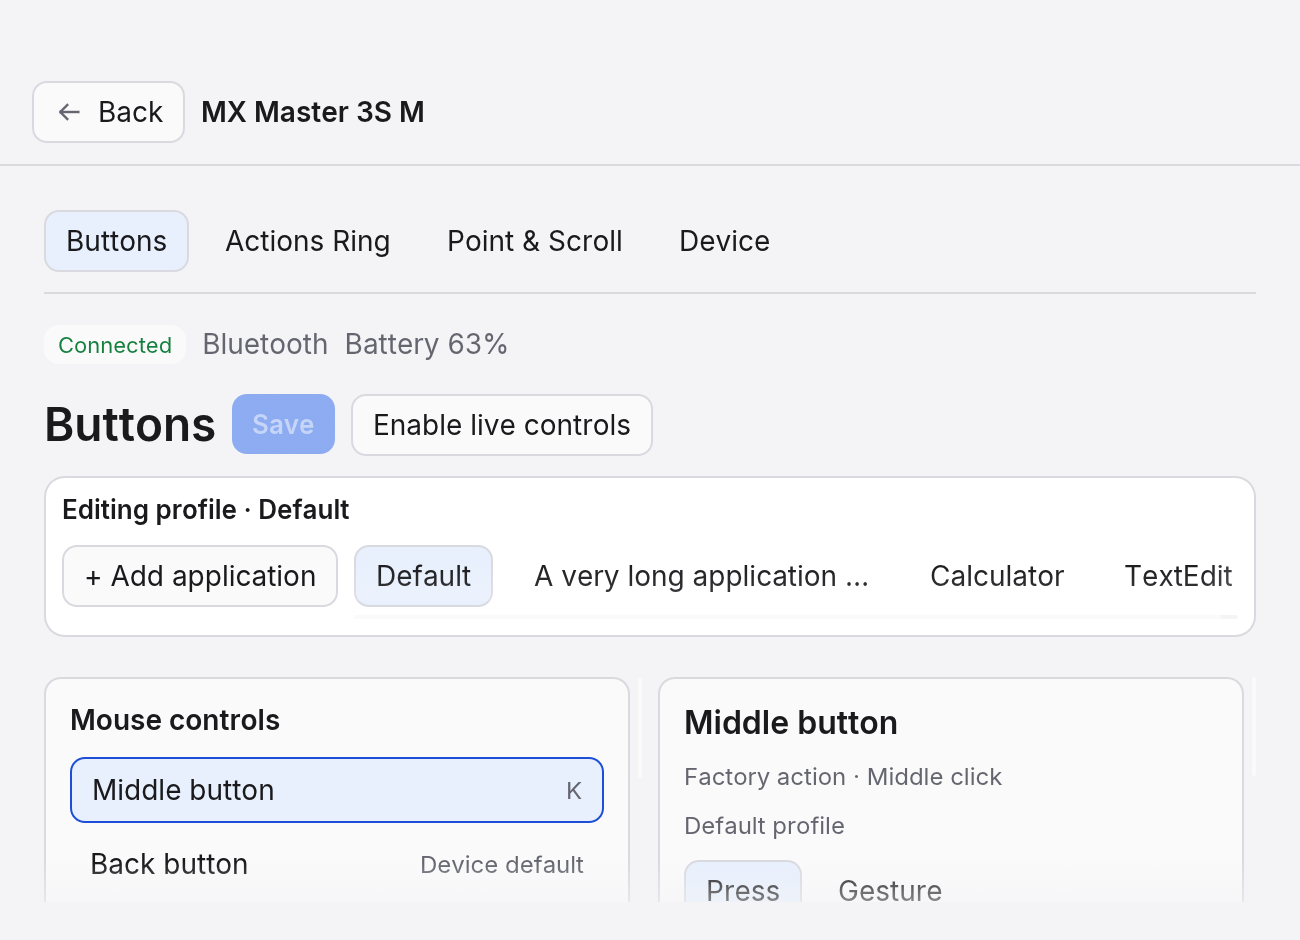 ← Back MX Master 3S M
Buttons Actions Ring Point & Scroll Device
Connected Bluetooth Battery 63%
Buttons Save Enable live controls
Editing profile · Default
+ Add application Default A very long application ... Calculator TextEdit
Mouse controls
Middle button K
Back button Device default
Middle button
Factory action · Middle click
Default profile
Press Gesture